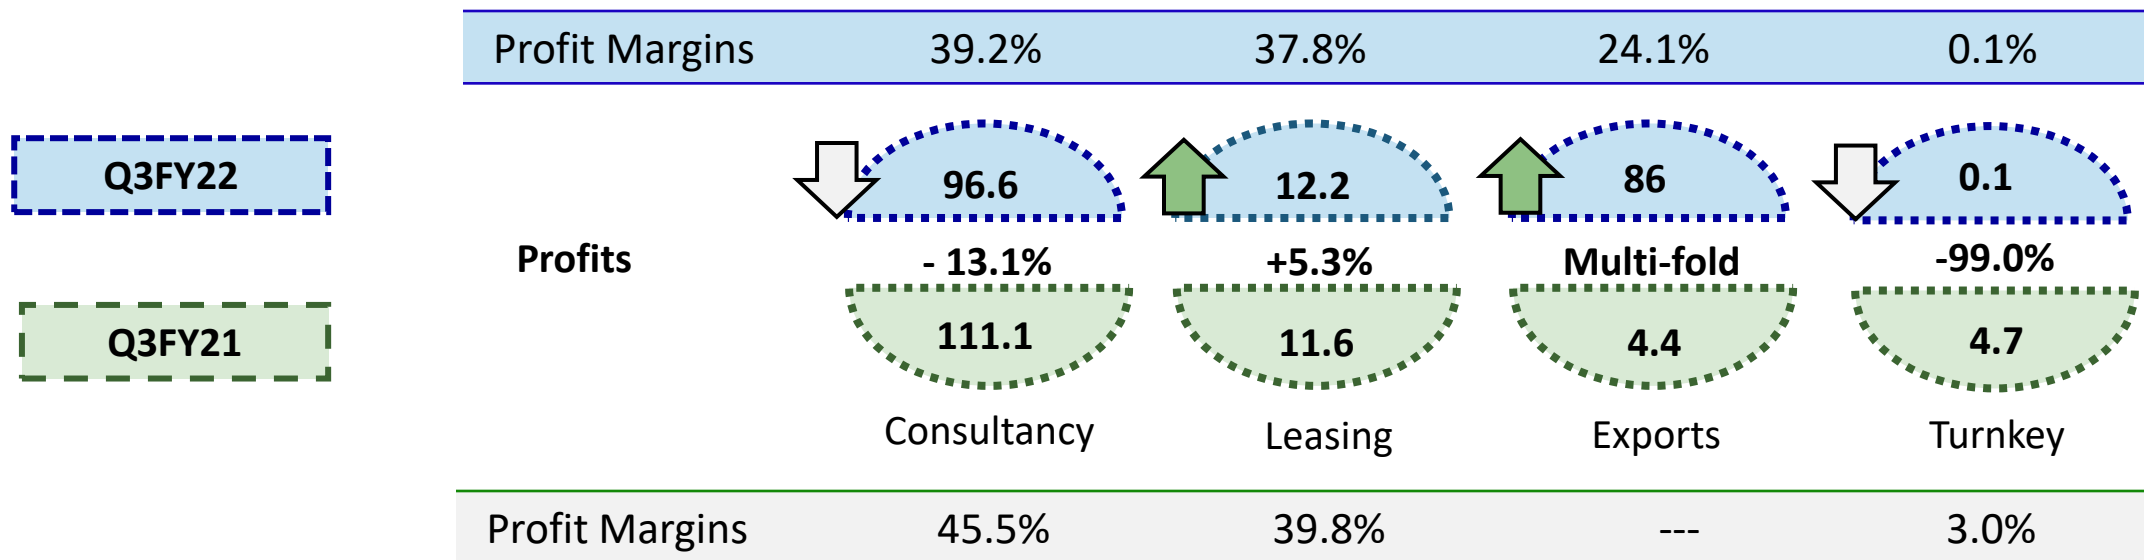 Profit Margins 39.2% 37.8% 24.1% 0.1%
Q3FY22 96.6 12.2 86 0.1
Profits - 13.1% +5.3% Multi-fold -99.0%
Q3FY21 111.1 11.6 4.4 4.7
Consultancy Leasing Exports Turnkey
Profit Margins 45.5% 39.8% --- 3.0%